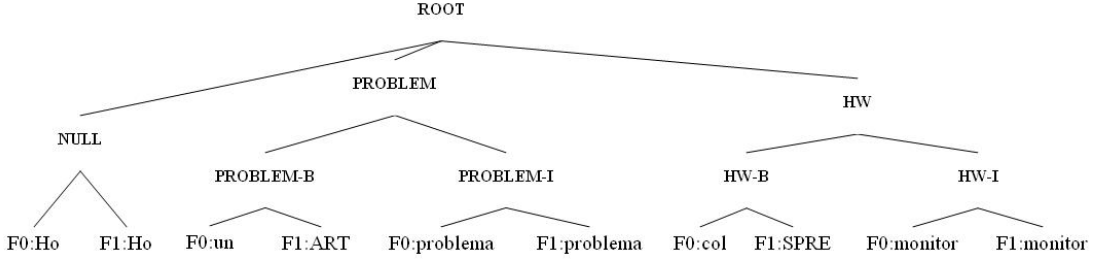 ROOT
PROBLEM
HW
NULL
PROBLEM-B PROBLEM-I HW-B HW-I
F0:Ho F1:Ho F0:un F1:ART F0:problema F1:problema F0:col F1:SPRE F0:monitor F1:monitor